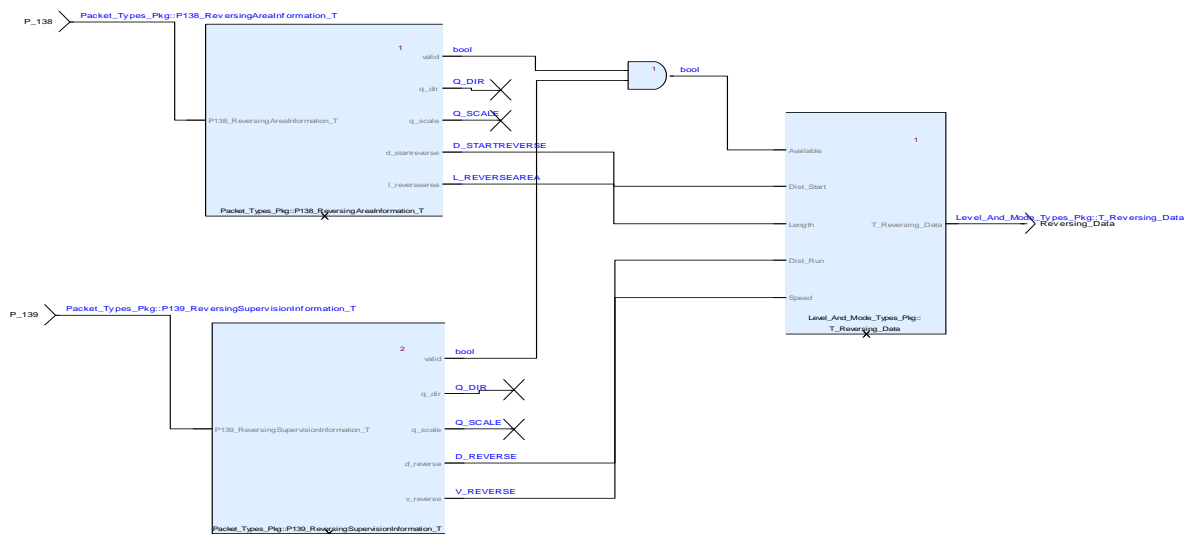 Packet_Types_Pkg::P138_ReversingAreaInformation_T
P_138
1
valid
bool
1
bool
q_dir
Q_DIR
P138_ReversingAreaInformation_T
q_scale
Q_SCALE
d_startreverse
D_STARTREVERSE
l_reversearea
L_REVERSEAREA
Packet_Types_Pkg::P138_ReversingAreaInformation_T
1
Available
Dist_Start
Length
T_Reversing_Data
Level_And_Mode_Types_Pkg::T_Reversing_Data
Reversing_Data
Dist_Run
Speed
Level_And_Mode_Types_Pkg::
T_Reversing_Data
Packet_Types_Pkg::P139_ReversingSupervisionInformation_T
P_139
2
valid
bool
q_dir
Q_DIR
P139_ReversingSupervisionInformation_T
q_scale
Q_SCALE
d_reverse
D_REVERSE
v_reverse
V_REVERSE
Packet_Types_Pkg::P139_ReversingSupervisionInformation_T